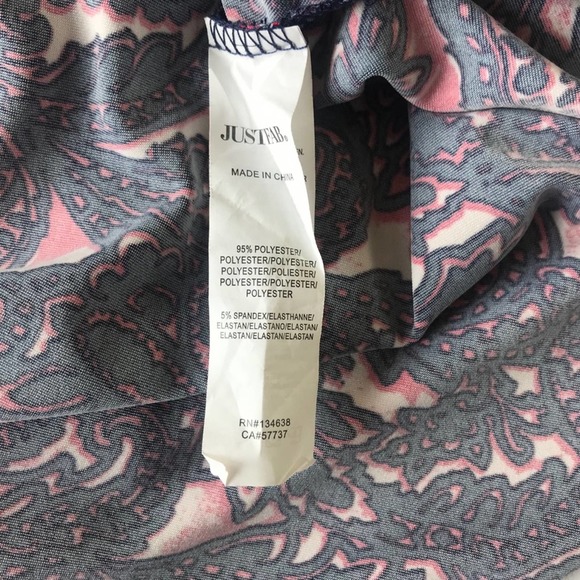 JUSTFAB®
MADE IN CHINA
95% POLYESTER/
POLYESTER/POLYESTER/
POLYESTER/POLIESTER/
POLYESTER/POLYESTER/
POLYESTER
5% SPANDEX/ELASTHANNE/
ELASTAN/ELASTANO/ELASTAN/
ELASTAN/ELASTAN/ELASTAN
RN#134638
CA#57737